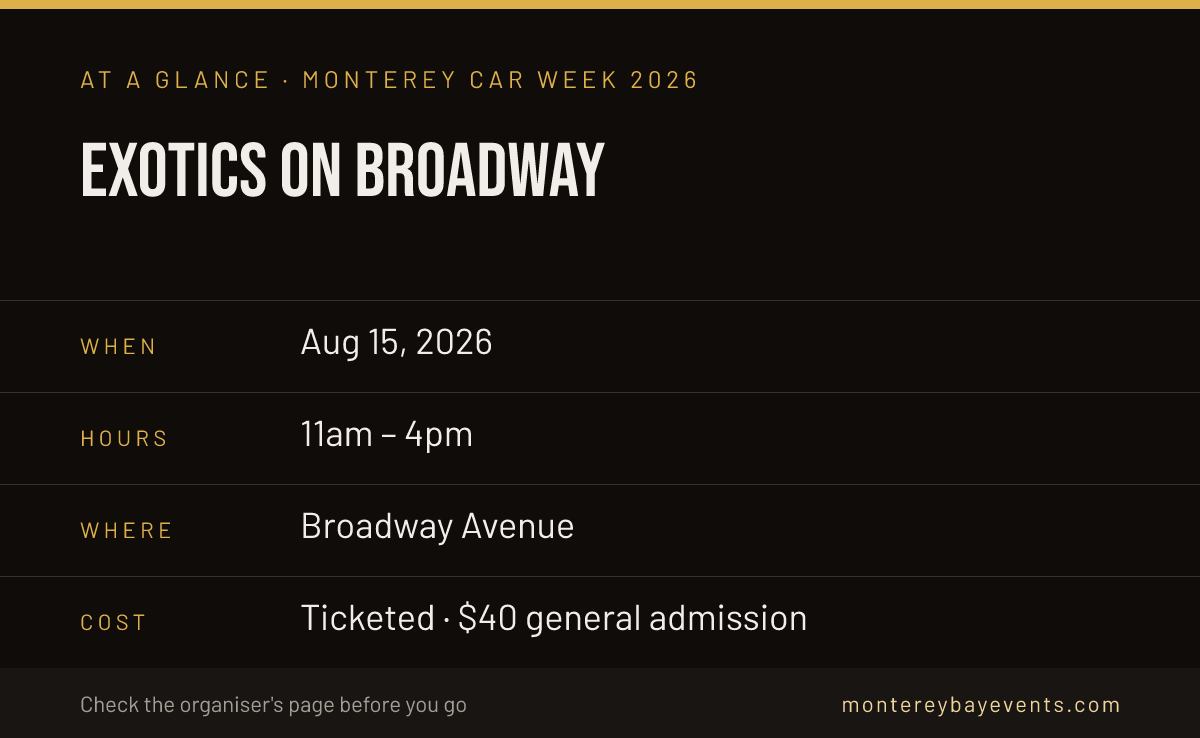 AT A GLANCE · MONTEREY CAR WEEK 2026
EXOTICS ON BROADWAY
WHEN Aug 15, 2026
HOURS 11am – 4pm
WHERE Broadway Avenue
COST Ticketed · $40 general admission
Check the organiser's page before you go montereybayevents.com